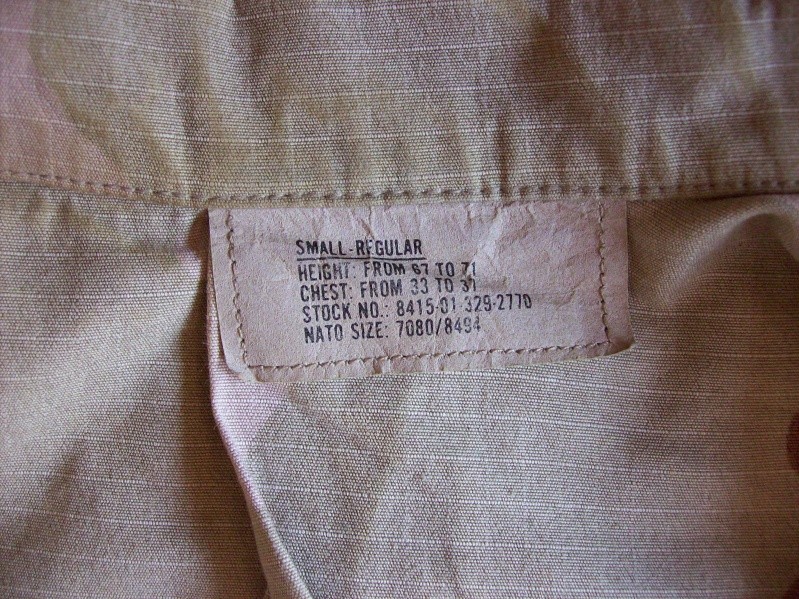 SMALL-REGULAR
HEIGHT: FROM 67 TO 71
CHEST: FROM 33 TO 37
STOCK NO.: 8415-01-329-2770
NATO SIZE: 7080/8494